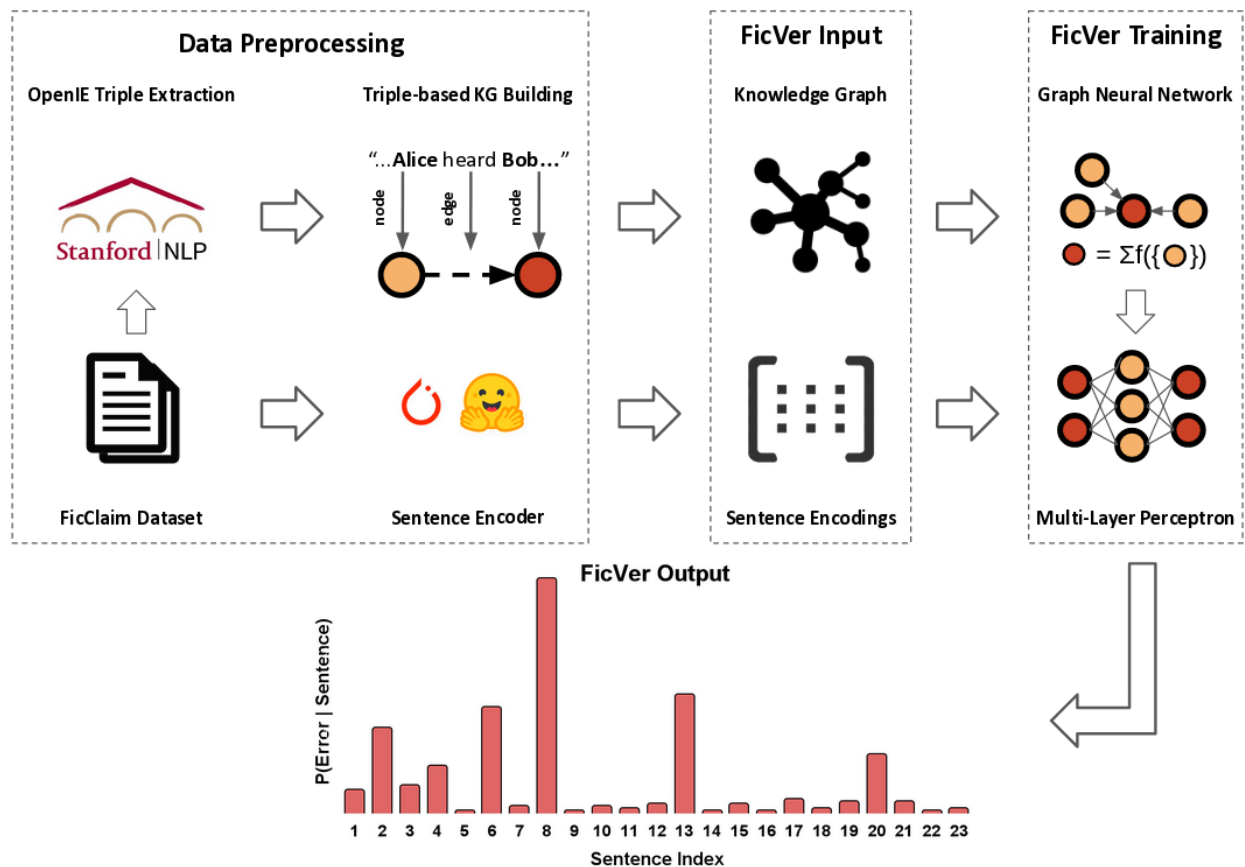 Data Preprocessing
FicVer Input
FicVer Training
OpenIE Triple Extraction
Triple-based KG Building
Knowledge Graph
Graph Neural Network
“...Alice heard Bob...”
node
edge
node
Stanford | NLP
= Σf({ })
FicClaim Dataset
Sentence Encoder
Sentence Encodings
Multi-Layer Perceptron
FicVer Output
P(Error | Sentence)
1 2 3 4 5 6 7 8 9 10 11 12 13 14 15 16 17 18 19 20 21 22 23
Sentence Index